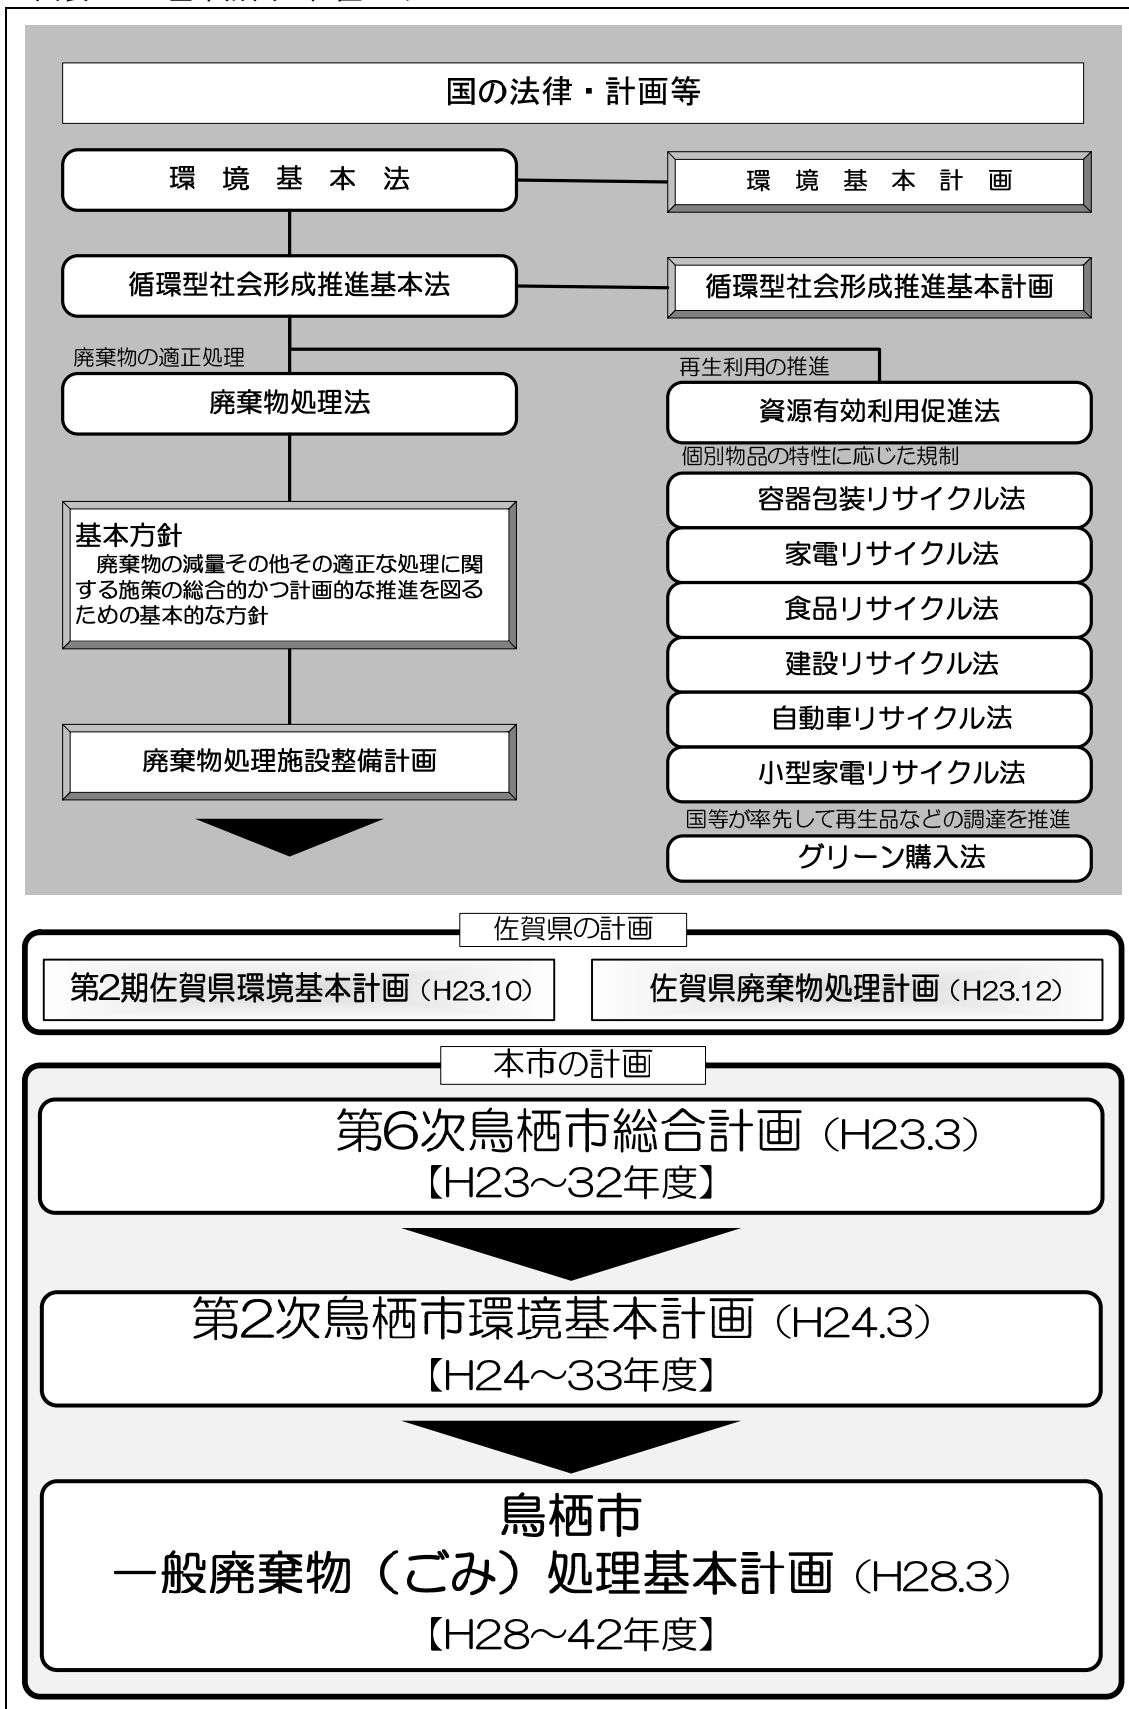 国の法律・計画等
環 境 基 本 法
環 境 基 本 計 画
循環型社会形成推進基本法
循環型社会形成推進基本計画
廃棄物の適正処理
廃棄物処理法
再生利用の推進
資源有効利用促進法
個別物品の特性に応じた規制
容器包装リサイクル法
家電リサイクル法
食品リサイクル法
建設リサイクル法
自動車リサイクル法
小型家電リサイクル法
国等が率先して再生品などの調達を推進
グリーン購入法
基本方針
廃棄物の減量その他その適正な処理に関
する施策の総合的かつ計画的な推進を図る
ための基本的な方針
廃棄物処理施設整備計画
佐賀県の計画
第2期佐賀県環境基本計画（H23.10）
佐賀県廃棄物処理計画（H23.12）
本市の計画
第6次鳥栖市総合計画（H23.3）
【H23～32年度】
第2次鳥栖市環境基本計画（H24.3）
【H24～33年度】
鳥栖市
一般廃棄物（ごみ）処理基本計画（H28.3）
【H28～42年度】